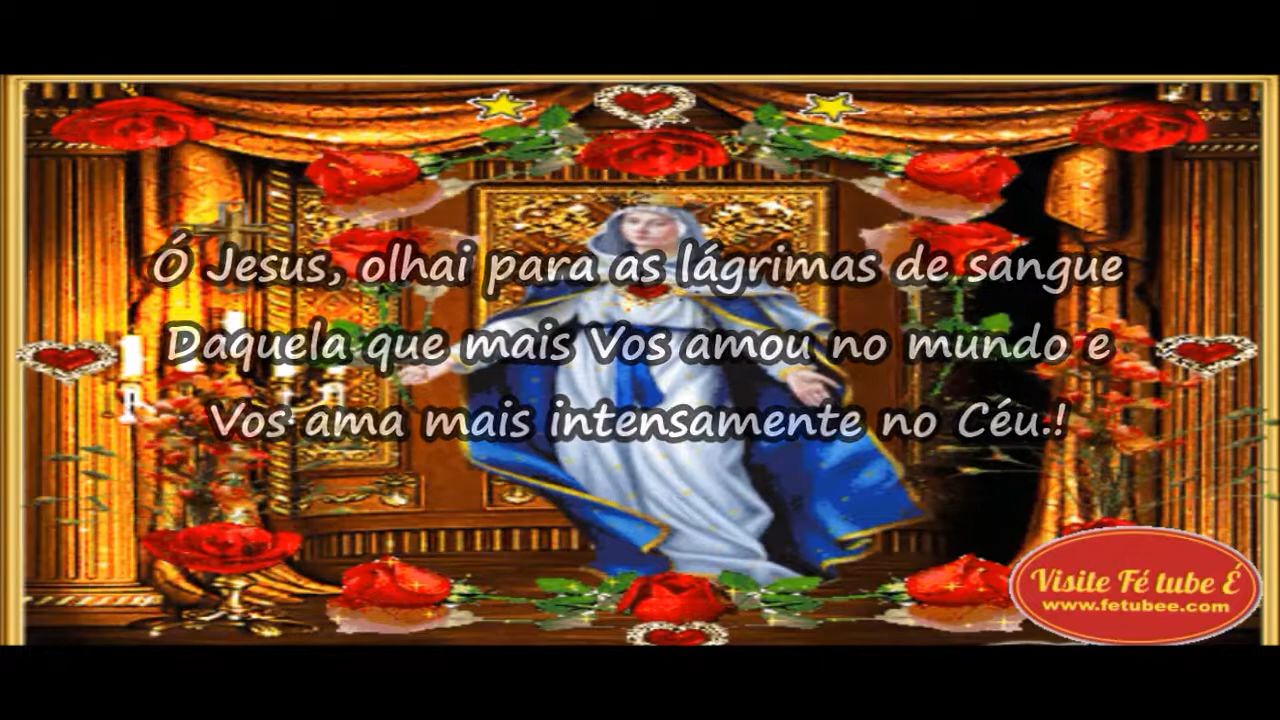 Ó Jesus, olhai para as lágrimas de sangue
Daquela que mais Vos amou no mundo e
Vos ama mais intensamente no Céu.!
Visite Fé tube É
www.fetubee.com